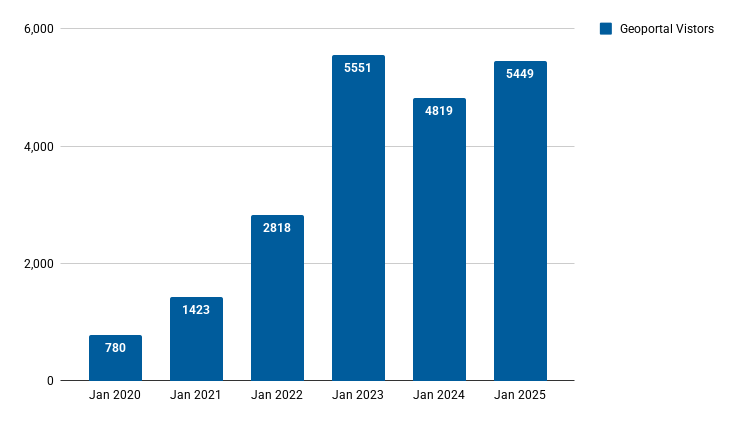 6,000
4,000
2,000
0
780
1423
2818
5551
4819
5449
Jan 2020
Jan 2021
Jan 2022
Jan 2023
Jan 2024
Jan 2025
Geoportal Vistors